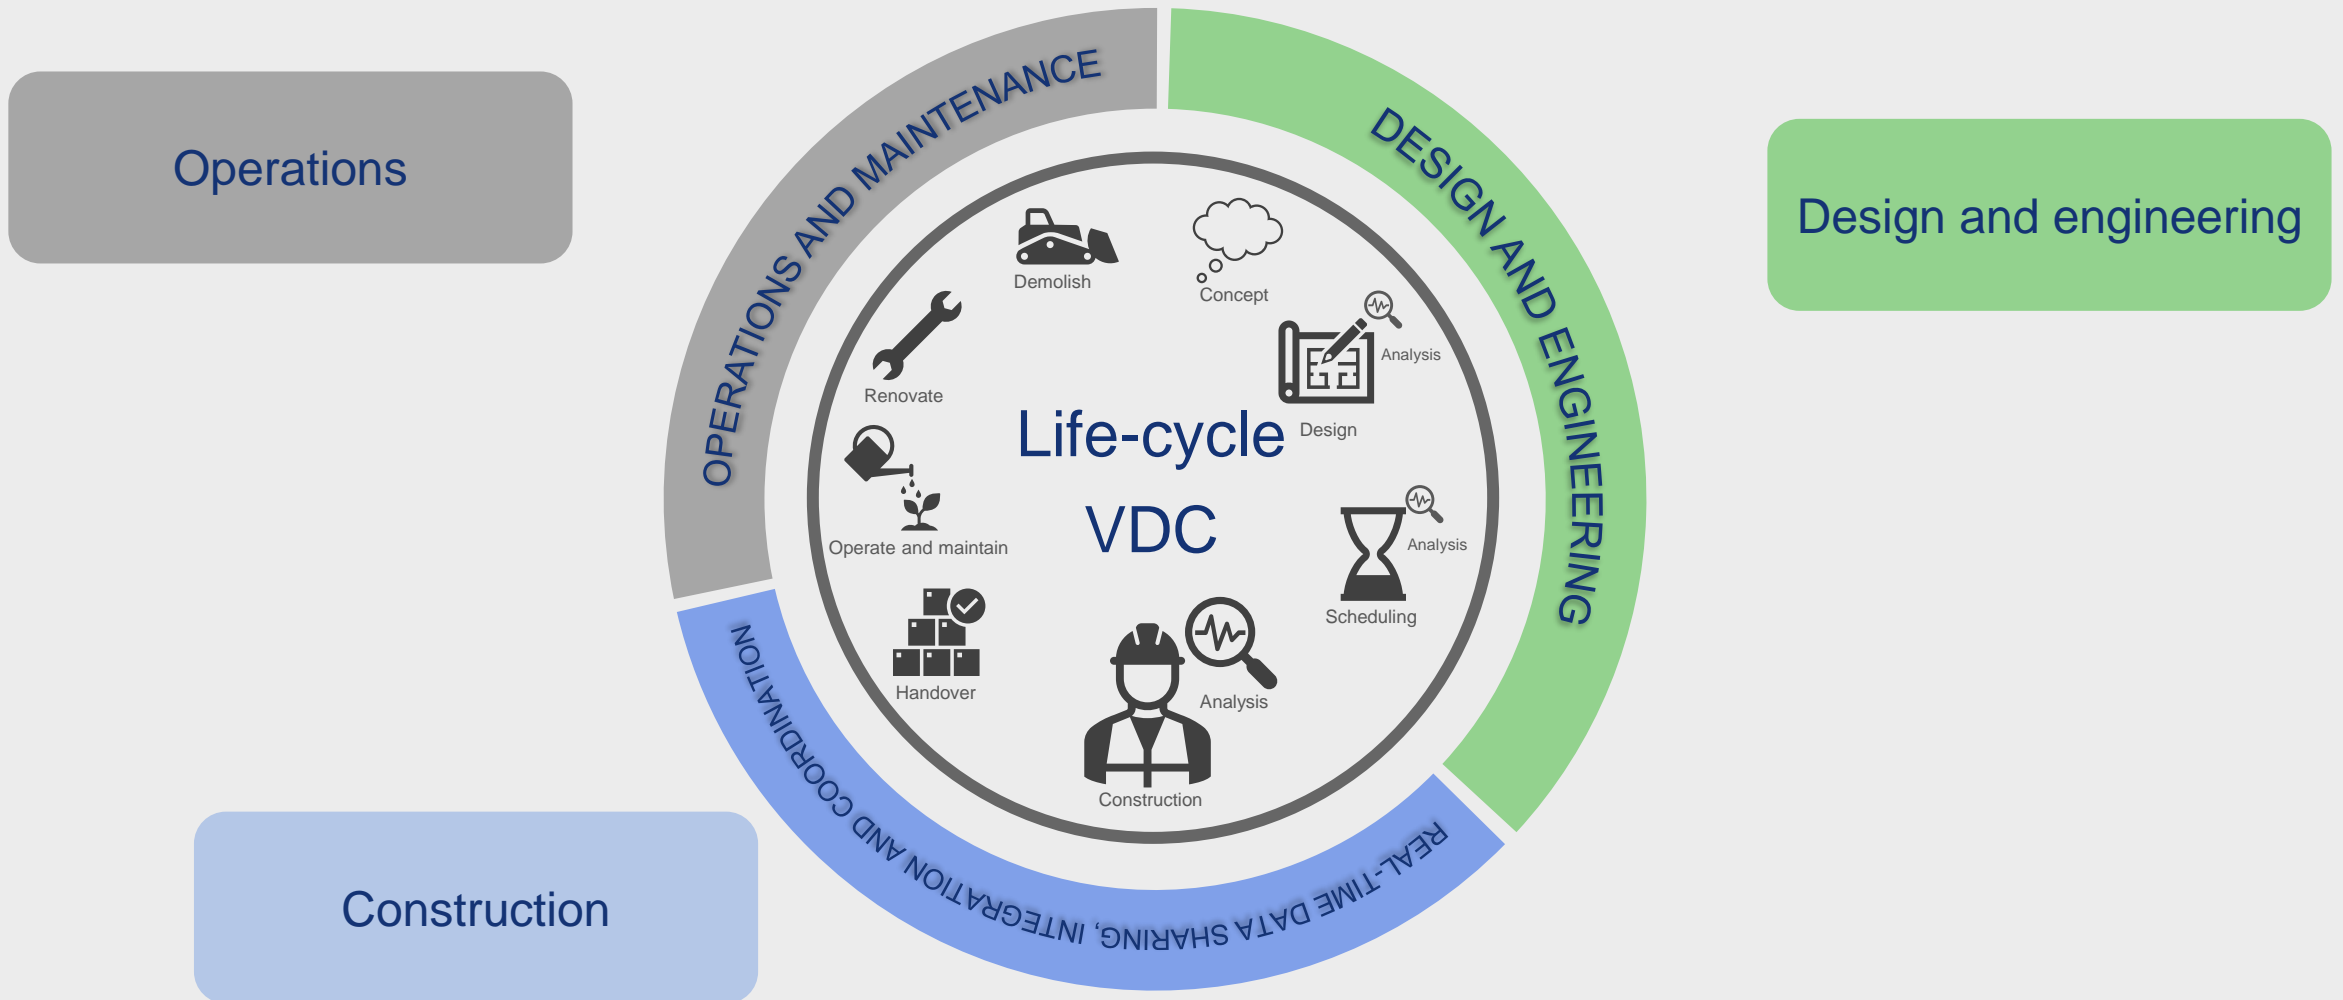 Operations
Design and engineering
Construction
OPERATIONS AND MAINTENANCE
DESIGN AND ENGINEERING
REAL-TIME DATA SHARING, INTEGRATION AND COORDINATION
Life-cycle
VDC
Concept
Analysis
Design
Analysis
Scheduling
Analysis
Construction
Handover
Operate and maintain
Renovate
Demolish